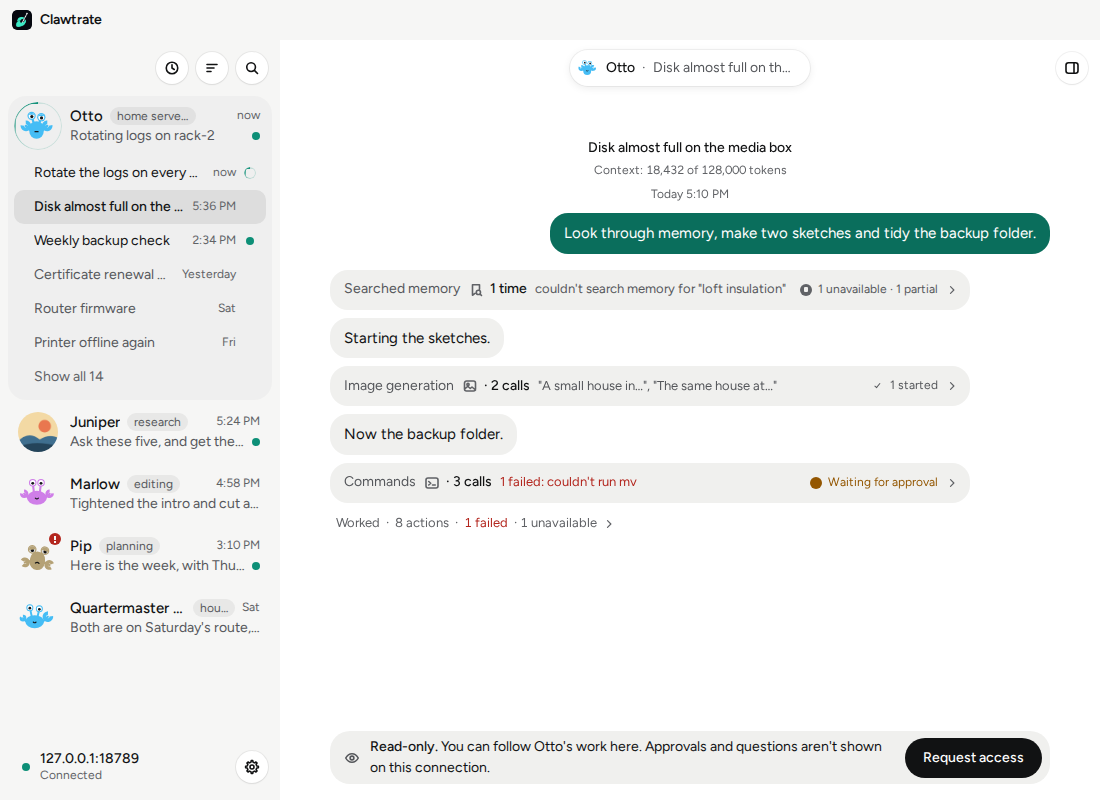 Clawtrate
Otto home serve... now
Rotating logs on rack-2
Rotate the logs on every ... now
Disk almost full on the ... 5:36 PM
Weekly backup check 2:34 PM
Certificate renewal ... Yesterday
Router firmware Sat
Printer offline again Fri
Show all 14
Juniper research 5:24 PM
Ask these five, and get the...
Marlow editing 4:58 PM
Tightened the intro and cut a...
Pip planning 3:10 PM
Here is the week, with Thu...
Quartermaster ... hou... Sat
Both are on Saturday's route,...
127.0.0.1:18789
Connected
Otto · Disk almost full on th...
Disk almost full on the media box
Context: 18,432 of 128,000 tokens
Today 5:10 PM
Look through memory, make two sketches and tidy the backup folder.
Searched memory 1 time couldn't search memory for "loft insulation" 1 unavailable · 1 partial
Starting the sketches.
Image generation · 2 calls "A small house in...", "The same house at..." 1 started
Now the backup folder.
Commands · 3 calls 1 failed: couldn't run mv Waiting for approval
Worked · 8 actions · 1 failed · 1 unavailable
Read-only. You can follow Otto's work here. Approvals and questions aren't shown
on this connection.
Request access